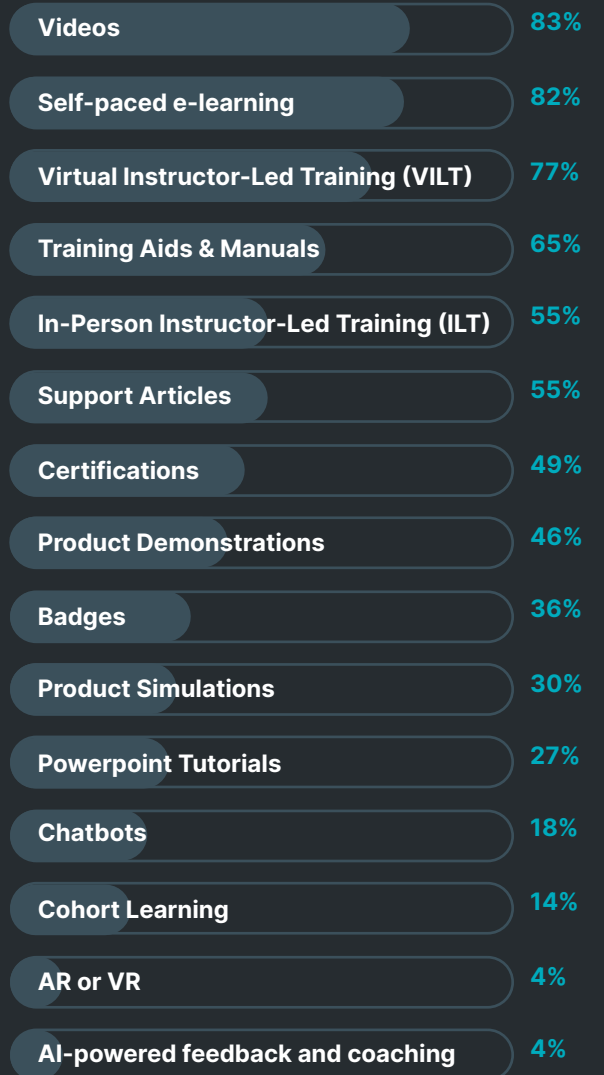 Videos 83%
Self-paced e-learning 82%
Virtual Instructor-Led Training (VILT) 77%
Training Aids & Manuals 65%
In-Person Instructor-Led Training (ILT) 55%
Support Articles 55%
Certifications 49%
Product Demonstrations 46%
Badges 36%
Product Simulations 30%
Powerpoint Tutorials 27%
Chatbots 18%
Cohort Learning 14%
AR or VR 4%
AI-powered feedback and coaching 4%